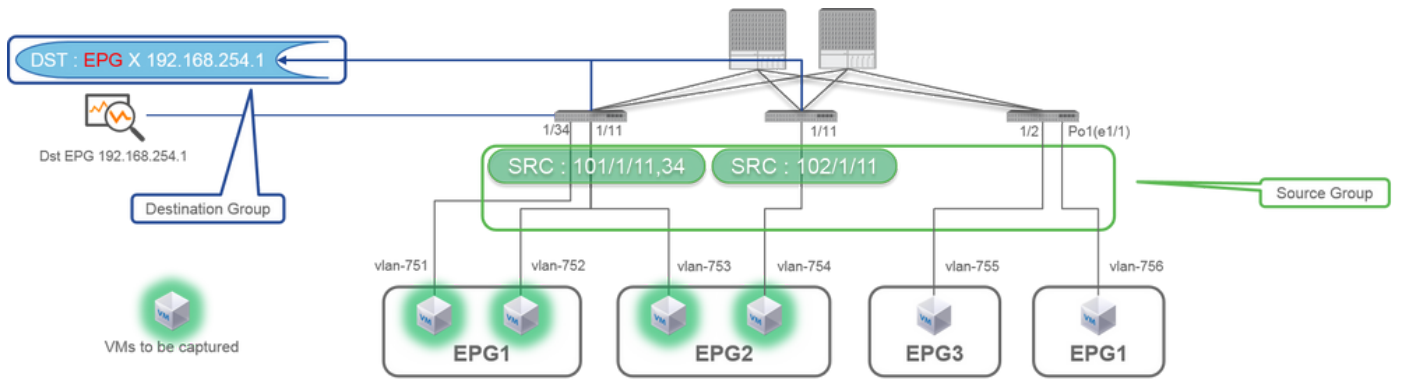 DST : EPG X 192.168.254.1
Dst EPG 192.168.254.1
Destination Group
1/34
1/11
1/11
1/2
Po1(e1/1)
SRC : 101/1/11,34
SRC : 102/1/11
Source Group
vlan-751
vlan-752
vlan-753
vlan-754
vlan-755
vlan-756
VM
VM
VM
VM
VM
VM
VM
VMs to be captured
EPG1
EPG2
EPG3
EPG1